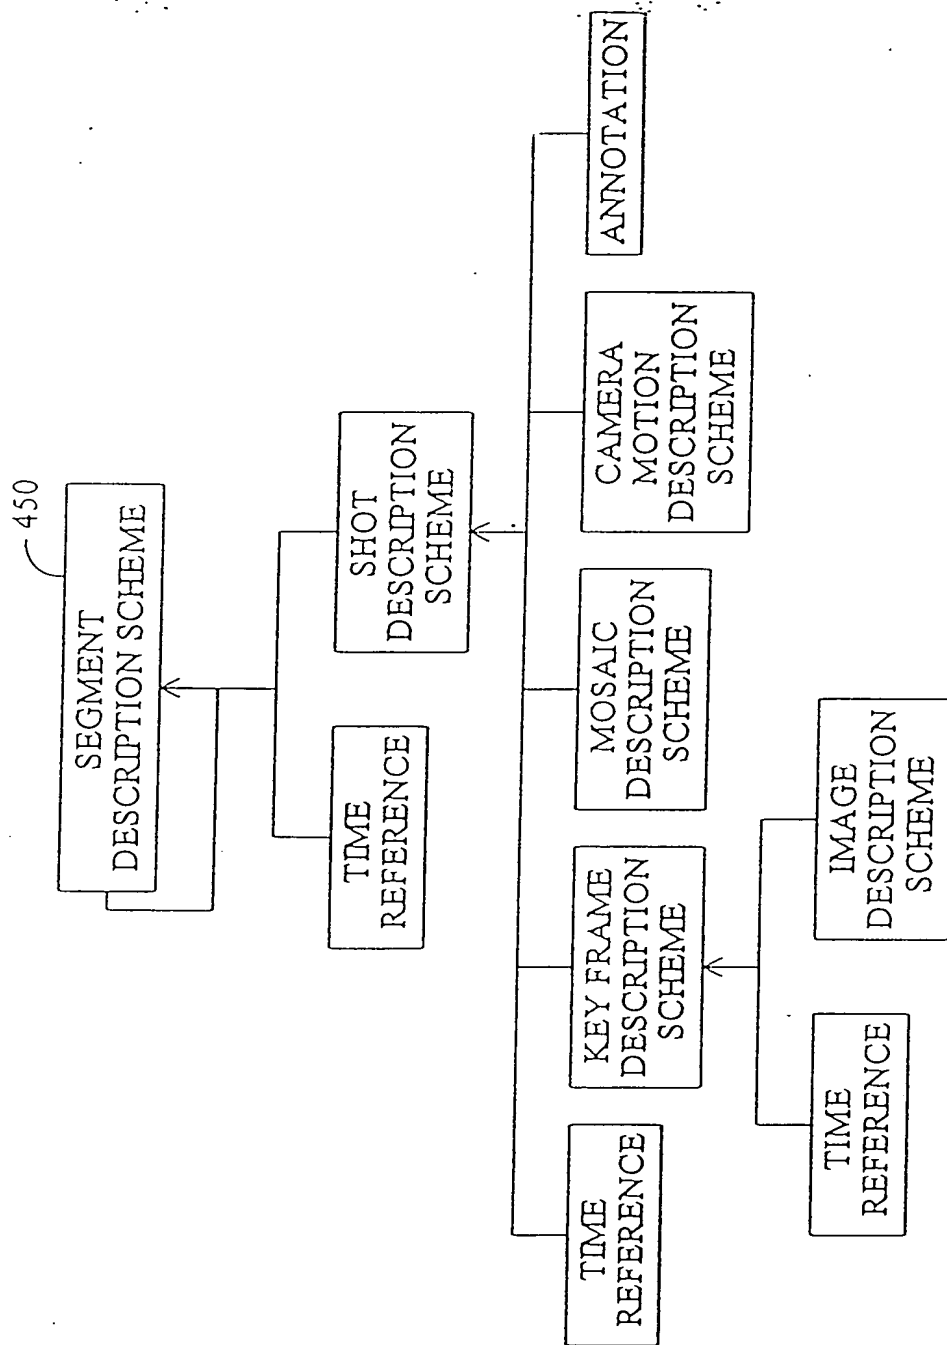 450
SEGMENT
DESCRIPTION SCHEME
TIME
REFERENCE
SHOT
DESCRIPTION
SCHEME
TIME
REFERENCE
KEY FRAME
DESCRIPTION
SCHEME
MOSAIC
DESCRIPTION
SCHEME
CAMERA
MOTION
DESCRIPTION
SCHEME
ANNOTATION
TIME
REFERENCE
IMAGE
DESCRIPTION
SCHEME